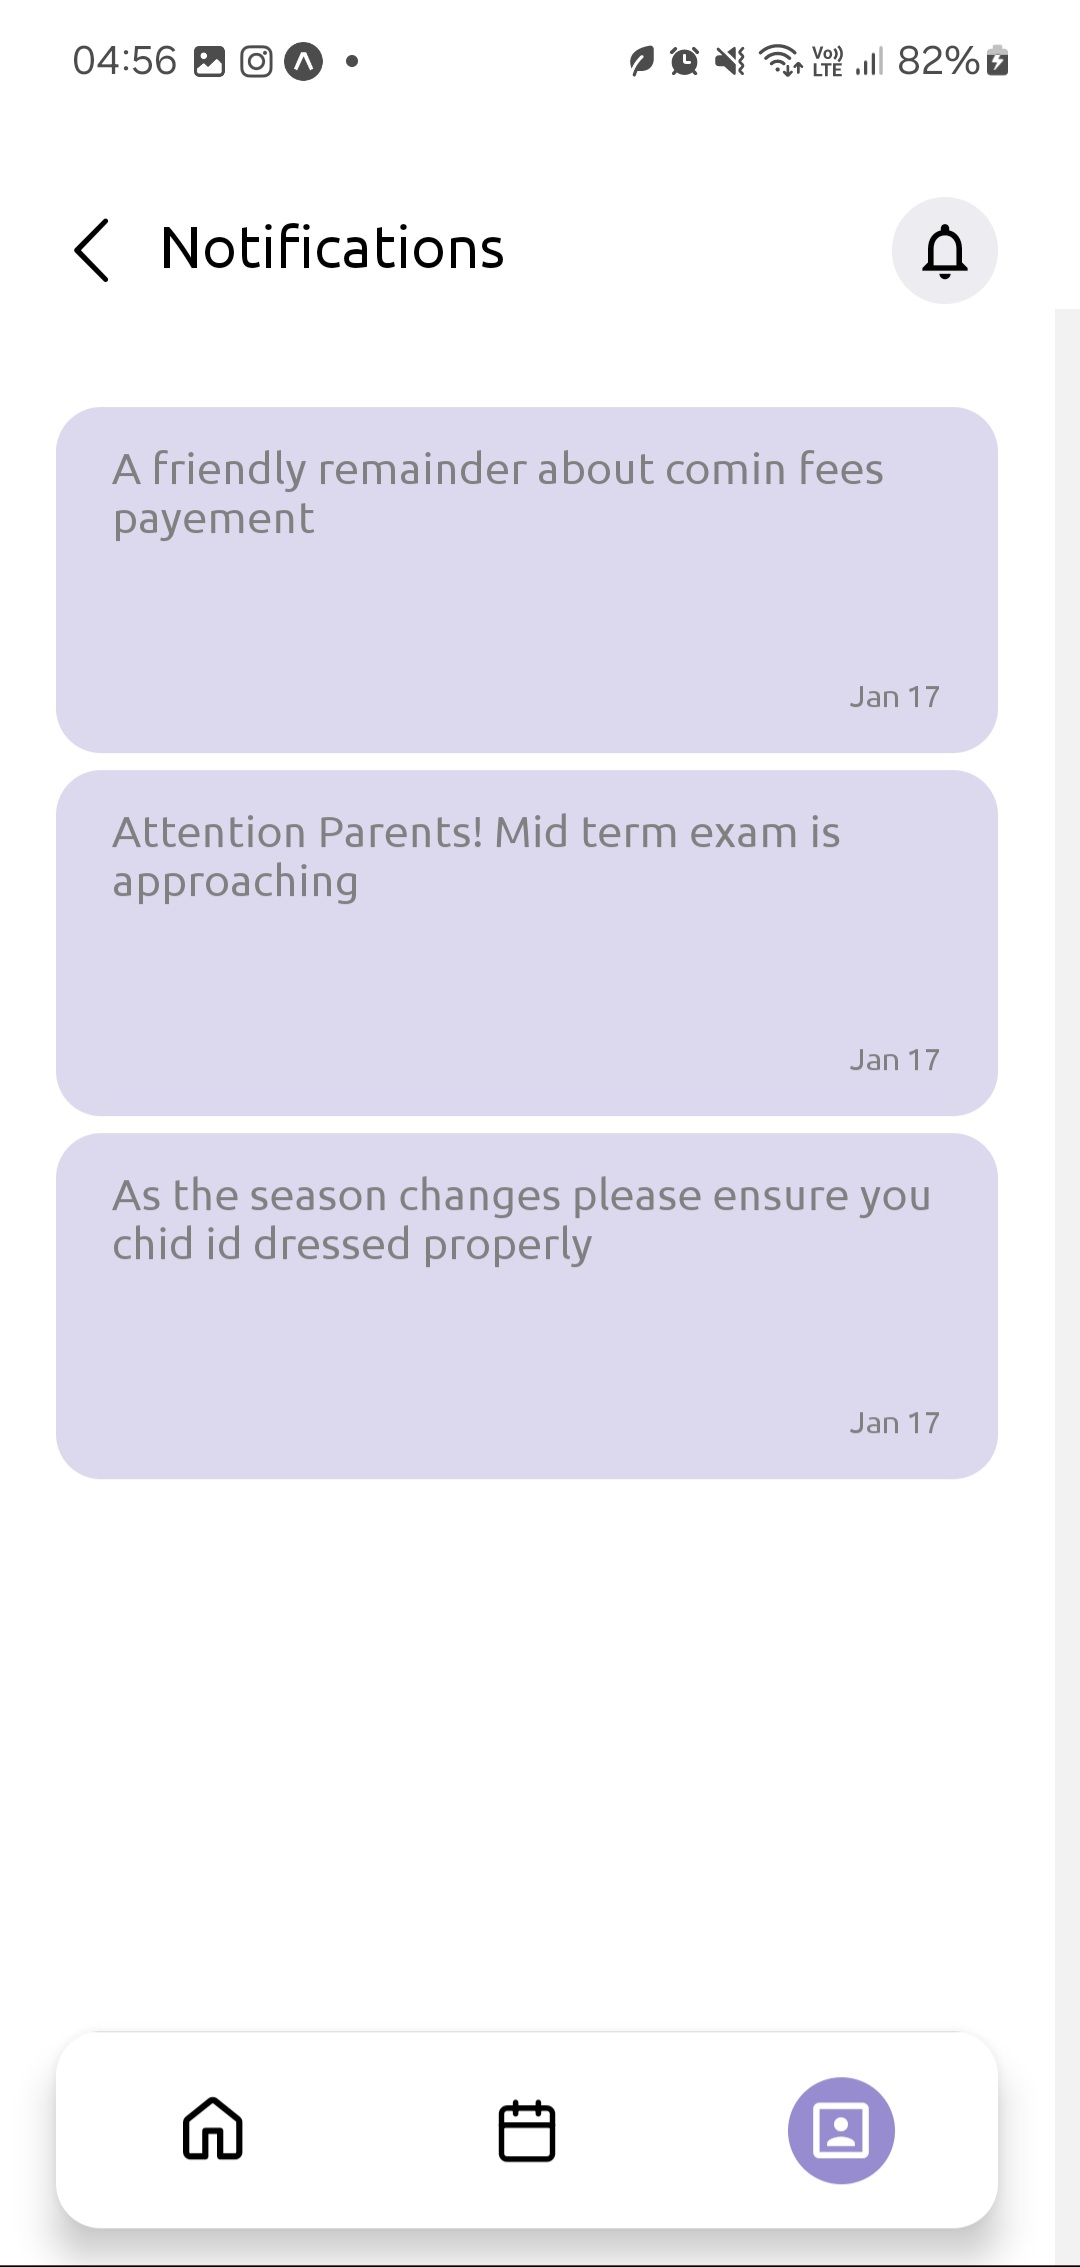 04:56 Vo)) LTE 82%
Notifications
A friendly remainder about comin fees
payement
Jan 17
Attention Parents! Mid term exam is
approaching
Jan 17
As the season changes please ensure you
chid id dressed properly
Jan 17